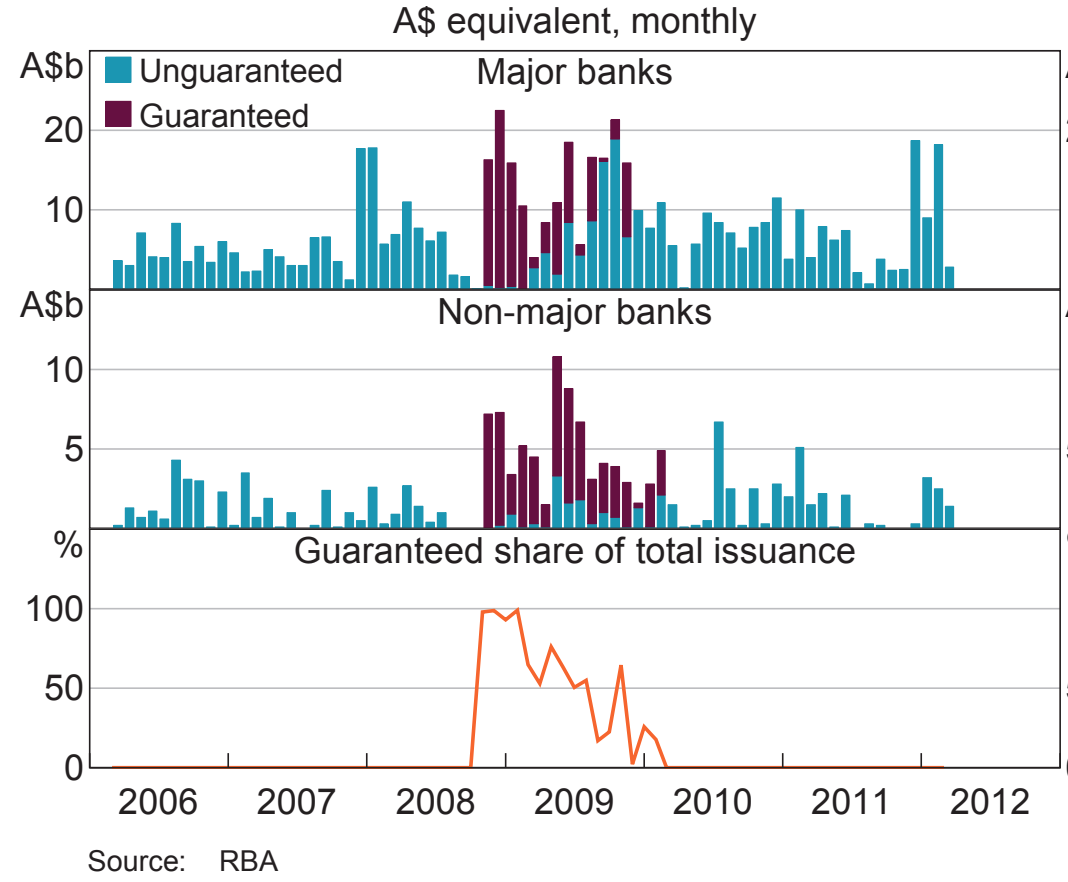 A$ equivalent, monthly
A$b
Unguaranteed
Major banks
Guaranteed
20
10
A$b
Non-major banks
10
5
%
Guaranteed share of total issuance
100
50
0
2006 2007 2008 2009 2010 2011 2012
Source: RBA